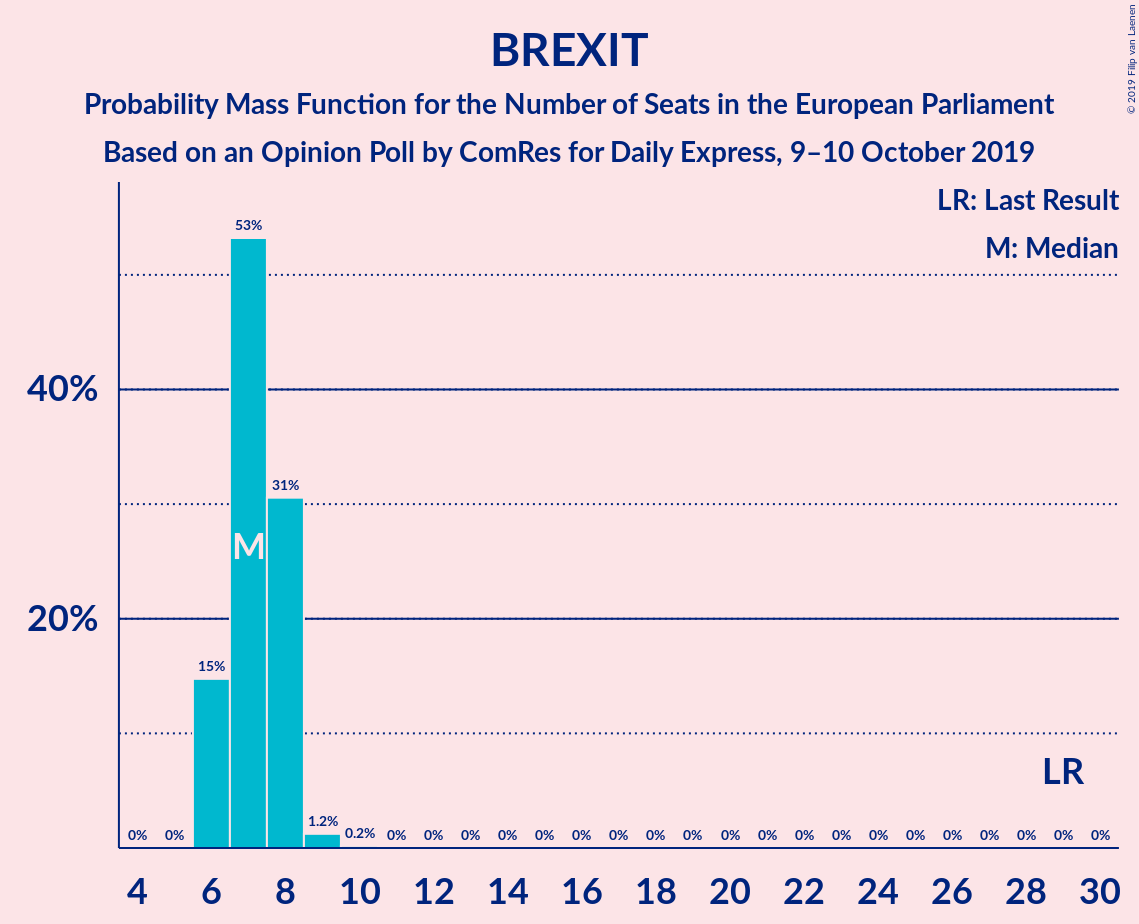 BREXIT
Probability Mass Function for the Number of Seats in the European Parliament
Based on an Opinion Poll by ComRes for Daily Express, 9–10 October 2019
© 2019 Filip van Laenen
LR: Last Result
M: Median
53%
40%
31%
M
20%
15%
LR
0% 0% 1.2% 0.2% 0% 0% 0% 0% 0% 0% 0% 0% 0% 0% 0% 0% 0% 0% 0% 0% 0% 0% 0% 0%
4 6 8 10 12 14 16 18 20 22 24 26 28 30